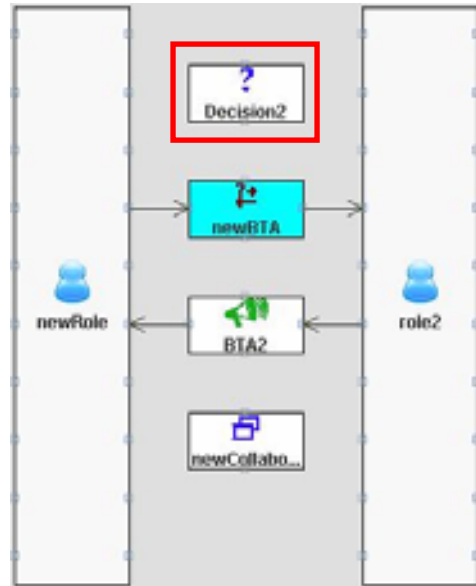 ?
Decision2
?
newBTA
newRole
role2
BTA2
newCollabo...